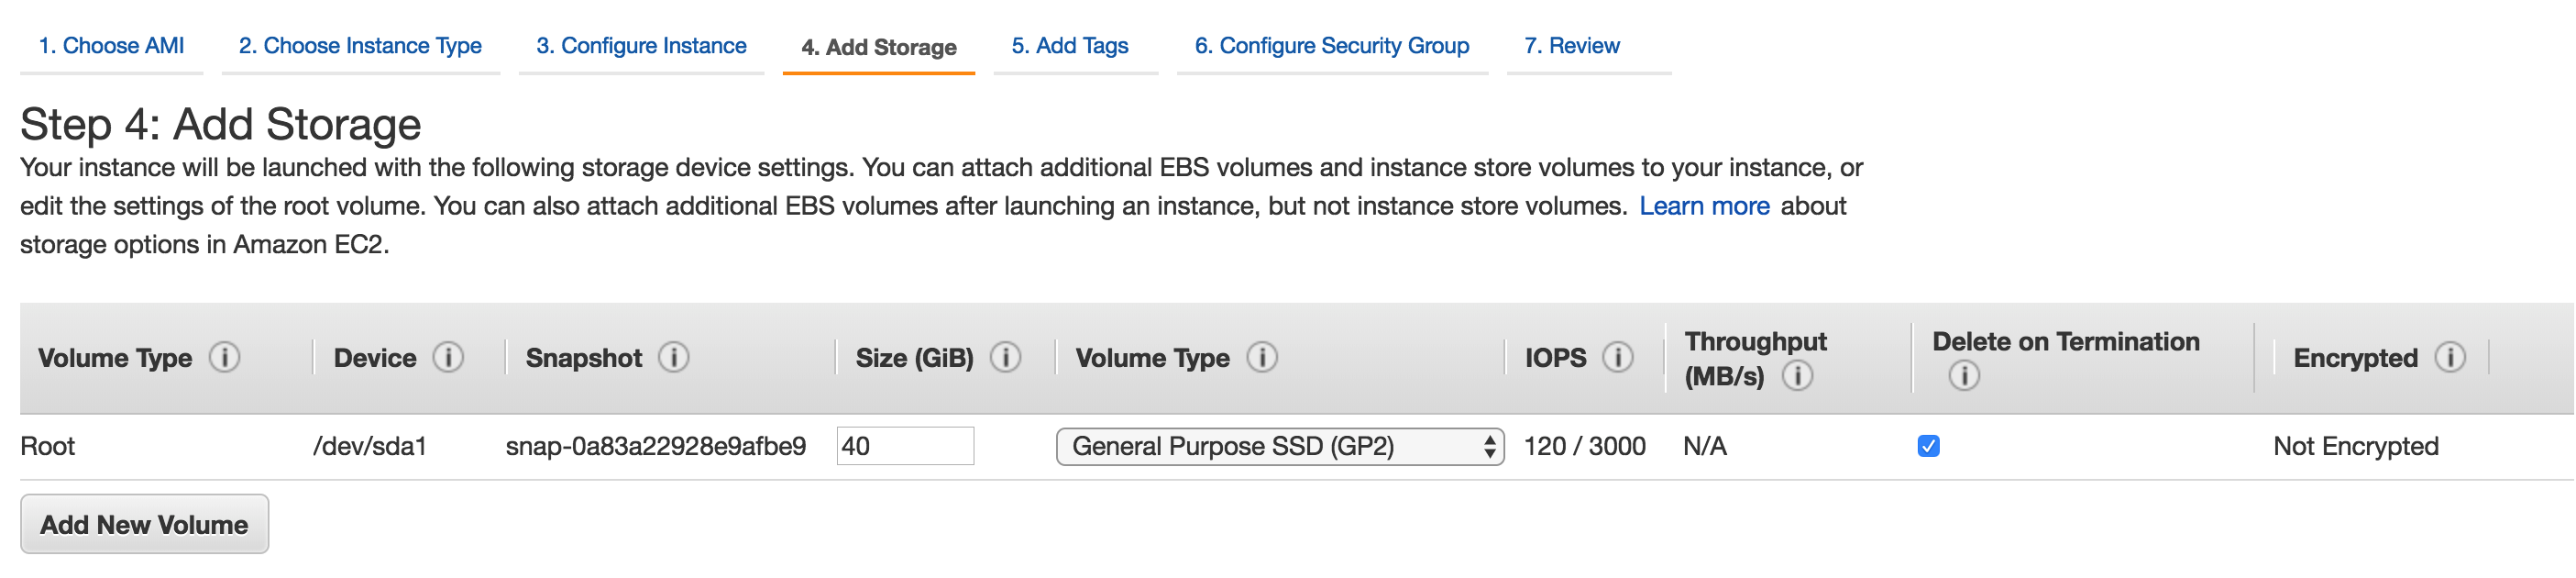 1. Choose AMI 2. Choose Instance Type 3. Configure Instance 4. Add Storage 5. Add Tags 6. Configure Security Group 7. Review
Step 4: Add Storage
Your instance will be launched with the following storage device settings. You can attach additional EBS volumes and instance store volumes to your instance, or
edit the settings of the root volume. You can also attach additional EBS volumes after launching an instance, but not instance store volumes. Learn more about
storage options in Amazon EC2.
Volume Type i Device i Snapshot i Size (GiB) i Volume Type i IOPS i Throughput (MB/s) i Delete on Termination i Encrypted i
Root /dev/sda1 snap-0a83a22928e9afbe9 40 General Purpose SSD (GP2) 120 / 3000 N/A Not Encrypted
Add New Volume